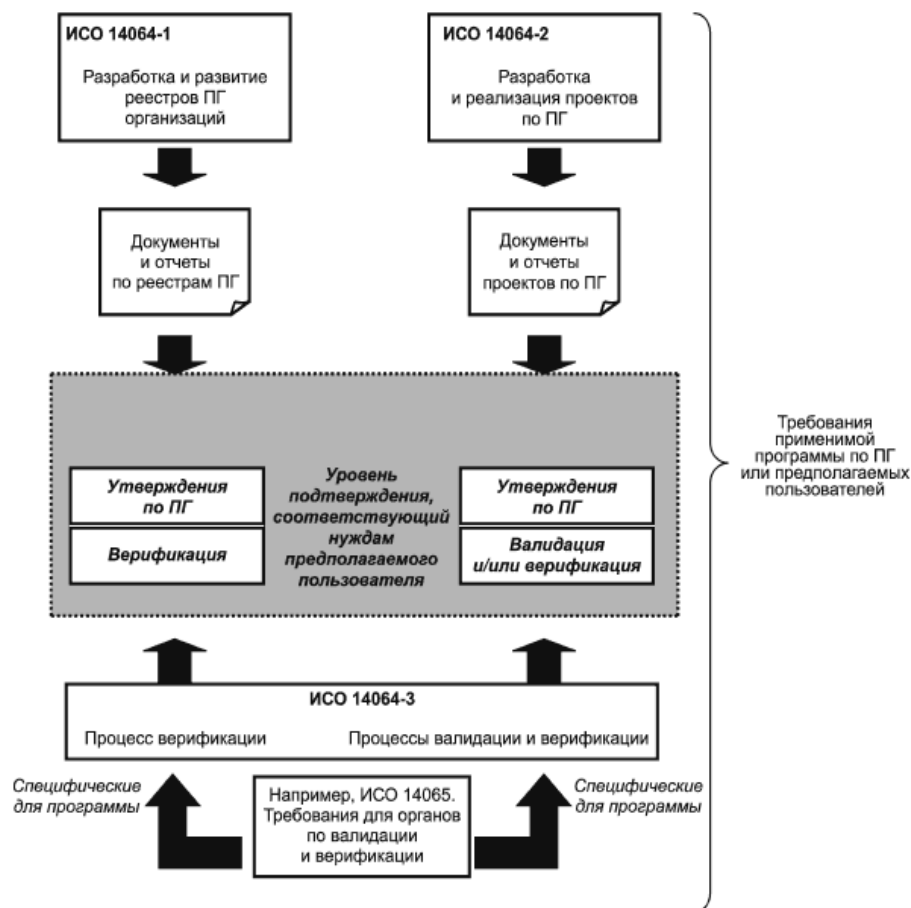 ИСО 14064-1
Разработка и развитие
реестров ПГ
организаций
ИСО 14064-2
Разработка
и реализация проектов
по ПГ
Документы
и отчеты
по реестрам ПГ
Документы
и отчеты
проектов по ПГ
Утверждения
по ПГ
Верификация
Уровень
подтверждения,
соответствующий
нуждам
предполагаемого
пользователя
Утверждения
по ПГ
Валидация
и/или верификация
Требования
применимой
программы по ПГ
или предполагаемых
пользователей
ИСО 14064-3
Процесс верификации
Процессы валидации и верификации
Специфические
для программы
Например, ИСО 14065.
Требования для органов
по валидации
и верификации
Специфические
для программы